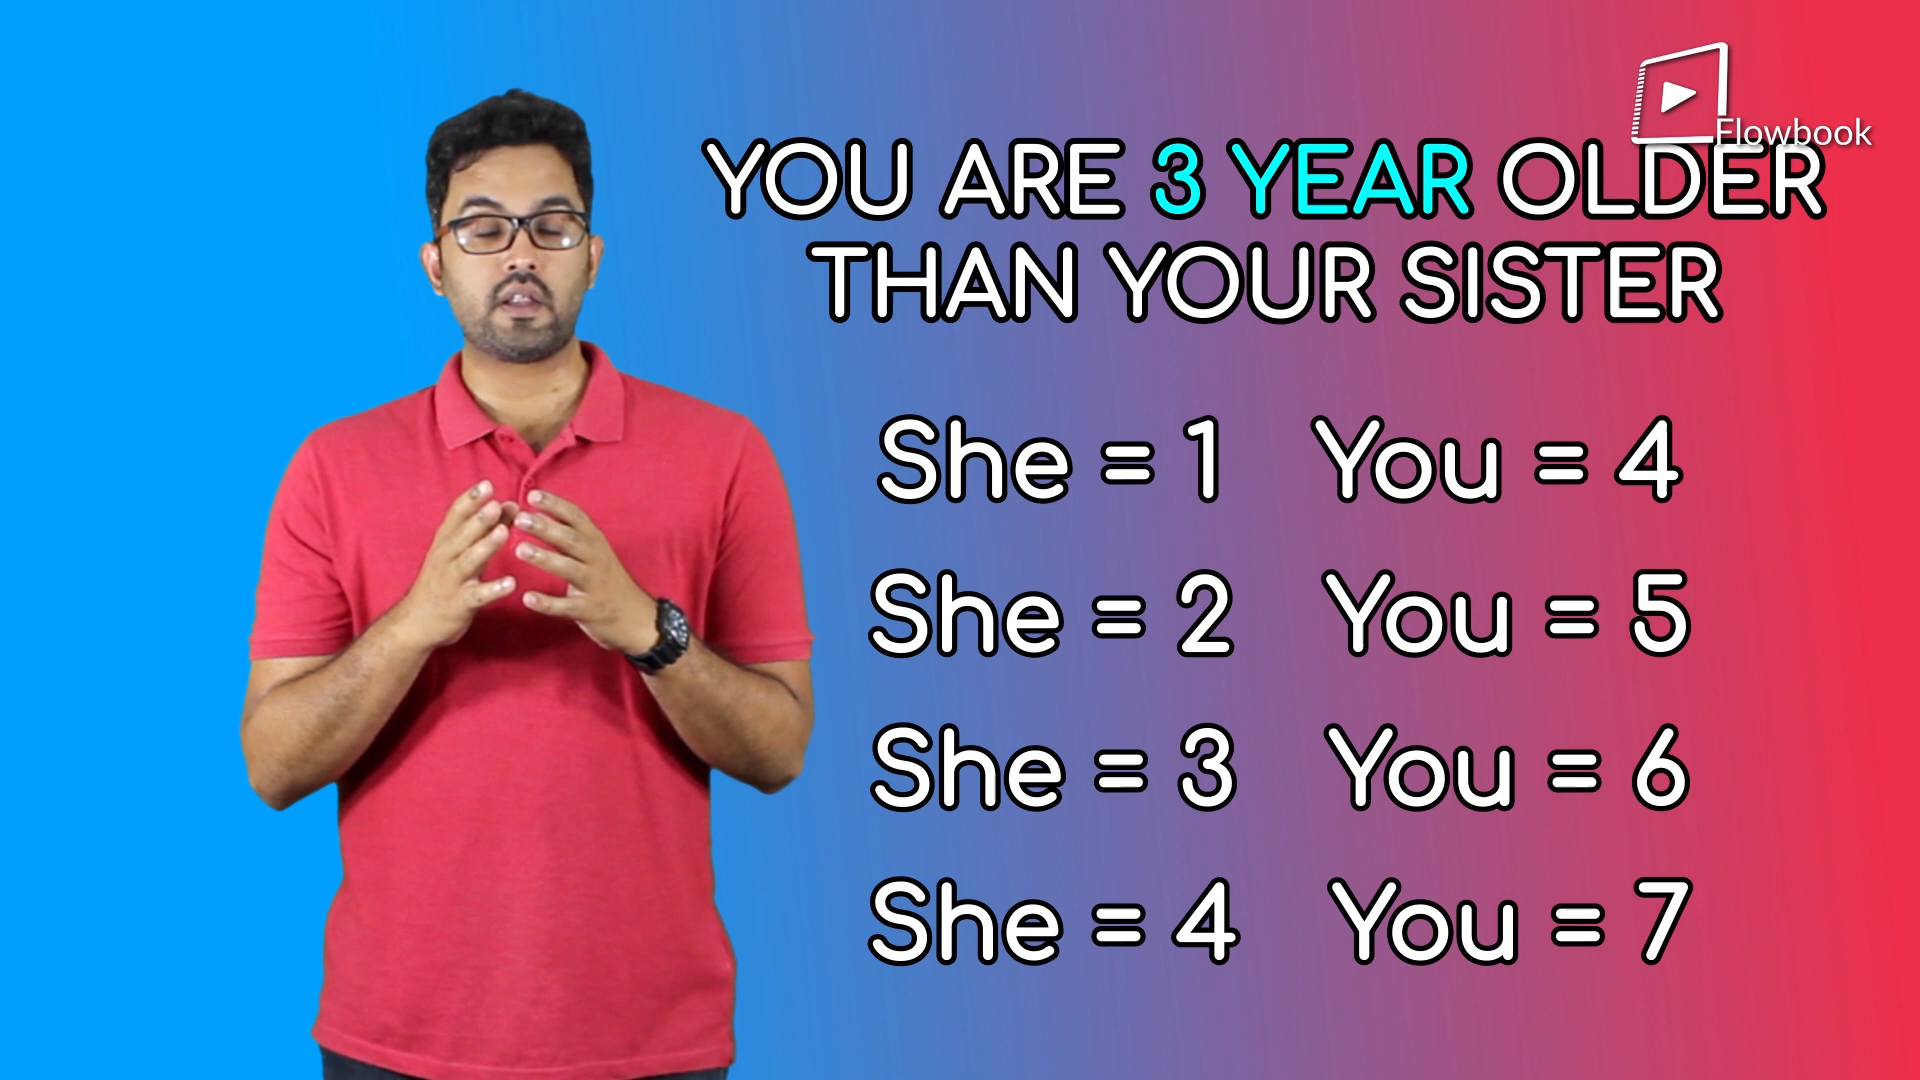 Flowbook
YOU ARE 3 YEAR OLDER
THAN YOUR SISTER
She = 1 You = 4
She = 2 You = 5
She = 3 You = 6
She = 4 You = 7